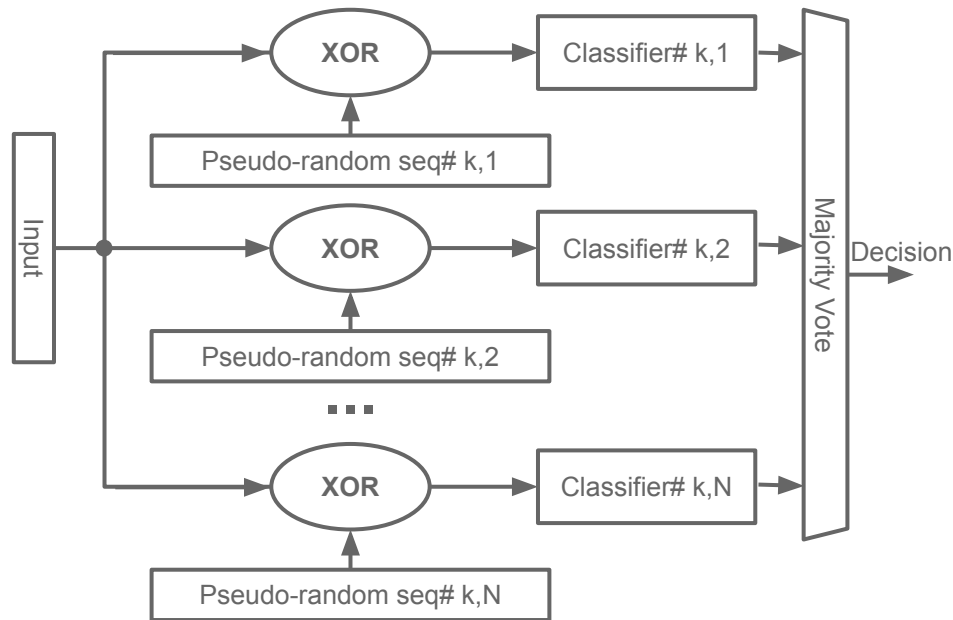 XOR
Classifier# k,1
Pseudo-random seq# k,1
Input
XOR
Classifier# k,2
Majority Vote
Decision
Pseudo-random seq# k,2
XOR
Classifier# k,N
Pseudo-random seq# k,N